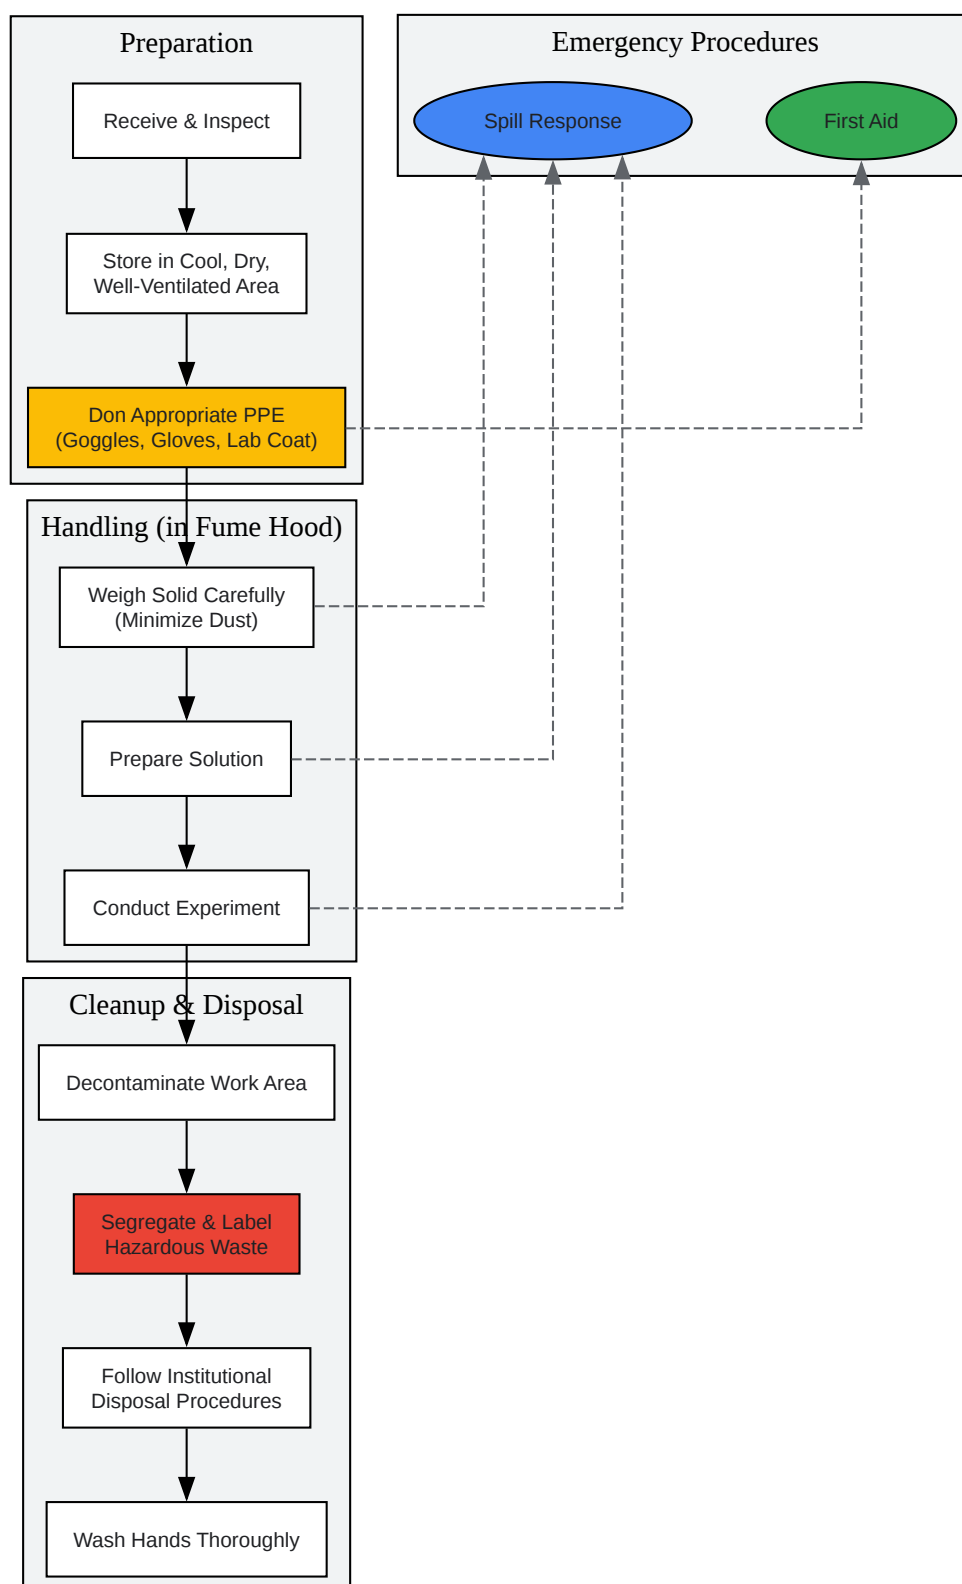 Preparation
Receive & Inspect
Store in Cool, Dry,
Well-Ventilated Area
Don Appropriate PPE
(Goggles, Gloves, Lab Coat)
Emergency Procedures
Spill Response
First Aid
Handling (in Fume Hood)
Weigh Solid Carefully
(Minimize Dust)
Prepare Solution
Conduct Experiment
Cleanup & Disposal
Decontaminate Work Area
Segregate & Label
Hazardous Waste
Follow Institutional
Disposal Procedures
Wash Hands Thoroughly